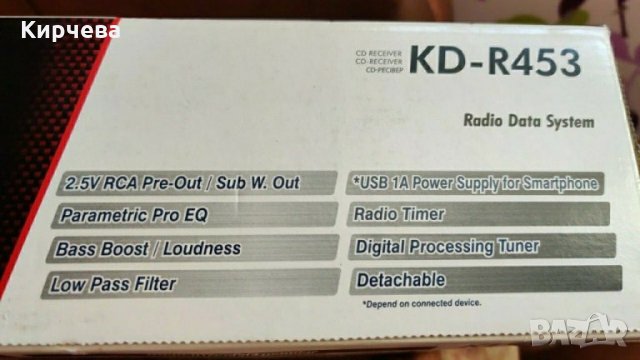 Кирчева
CD RECEIVER
CD-RECEIVER
CD-РЕСІВЕР
KD-R453
Radio Data System
2.5V RCA Pre-Out / Sub W. Out
Parametric Pro EQ
Bass Boost / Loudness
Low Pass Filter
*USB 1A Power Supply for Smartphone
Radio Timer
Digital Processing Tuner
Detachable
*Depend on connected device.
BAZAR